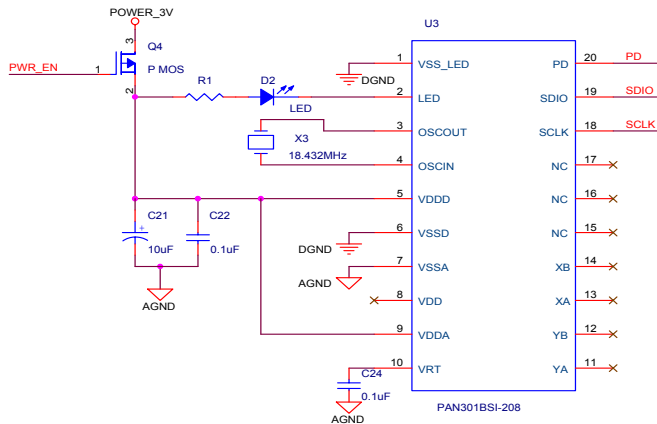 POWER_3V
U3
3
Q4
PWR_EN
1
P MOS
2
R1
D2
LED
DGND
X3
18.432MHz
C21
10uF
C22
0.1uF
AGND
DGND
AGND
C24
0.1uF
AGND
1 VSS_LED PD 20 PD
2 LED SDIO 19 SDIO
3 OSCOUT SCLK 18 SCLK
4 OSCIN NC 17
5 VDDD NC 16
6 VSSD NC 15
7 VSSA XB 14
8 VDD XA 13
9 VDDA YB 12
10 VRT YA 11
PAN301BSI-208